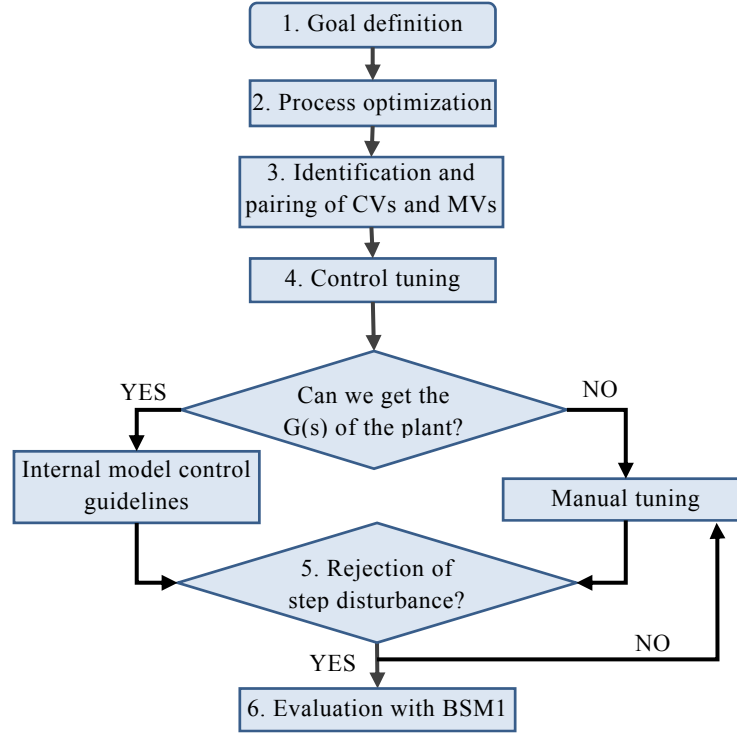 1. Goal definition
2. Process optimization
3. Identification and
pairing of CVs and MVs
4. Control tuning
Can we get the
G(s) of the plant?
YES
NO
Internal model control
guidelines
Manual tuning
5. Rejection of
step disturbance?
YES
NO
6. Evaluation with BSM1